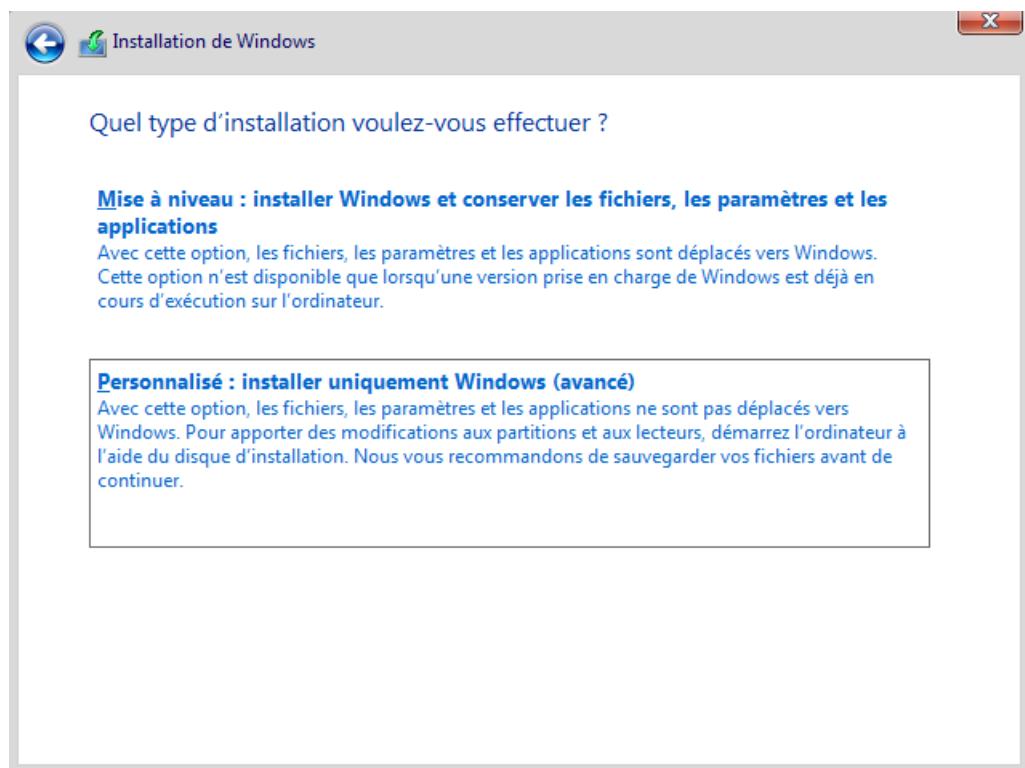 Installation de Windows
Quel type d’installation voulez-vous effectuer ?
Mise à niveau : installer Windows et conserver les fichiers, les paramètres et les
applications
Avec cette option, les fichiers, les paramètres et les applications sont déplacés vers Windows.
Cette option n’est disponible que lorsqu’une version prise en charge de Windows est déjà en
cours d’exécution sur l’ordinateur.
Personnalisé : installer uniquement Windows (avancé)
Avec cette option, les fichiers, les paramètres et les applications ne sont pas déplacés vers
Windows. Pour apporter des modifications aux partitions et aux lecteurs, démarrez l’ordinateur à
l’aide du disque d’installation. Nous vous recommandons de sauvegarder vos fichiers avant de
continuer.